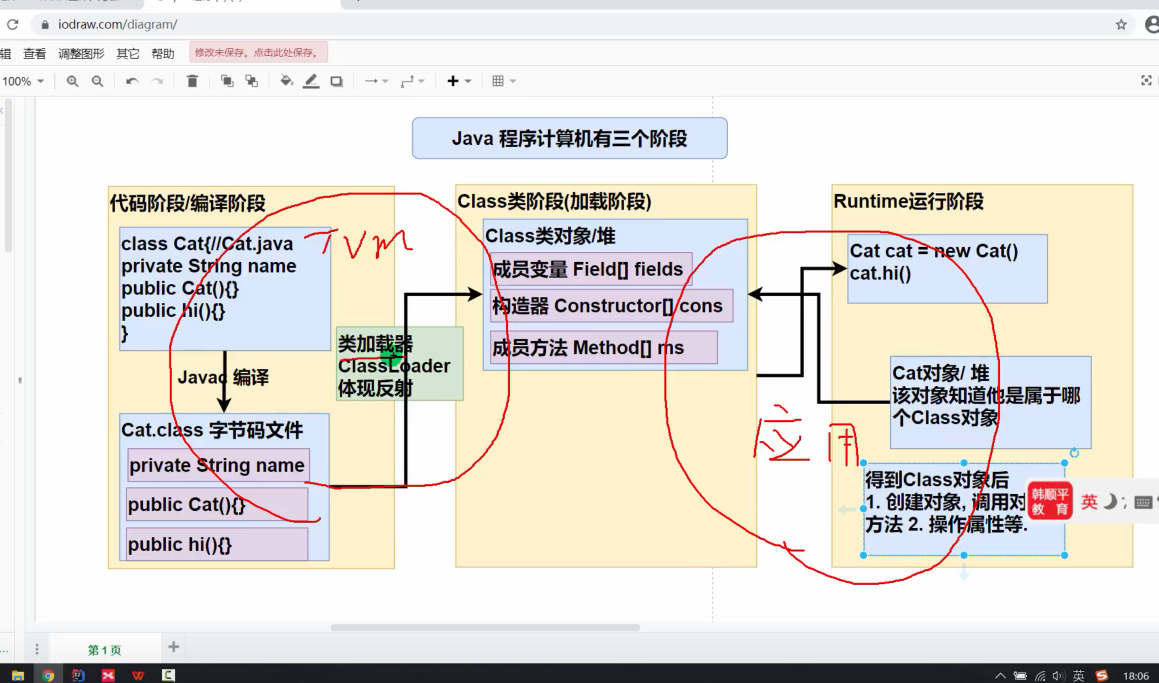 iodraw.com/diagram/
辑 查看 调整图形 其它 帮助 修改未保存。点击此处保存。
100%
Java 程序计算机有三个阶段
代码阶段/编译阶段
class Cat{//Cat.java
private String name
public Cat(){}
public hi(){}
}
Javac 编译
Cat.class 字节码文件
private String name
public Cat(){}
public hi(){}
类加载器
ClassLoader
体现反射
Class类阶段(加载阶段)
Class类对象/堆
成员变量 Field[] fields
构造器 Constructor[] cons
成员方法 Method[] ms
Runtime运行阶段
Cat cat = new Cat()
cat.hi()
Cat对象/ 堆
该对象知道他是属于哪
个Class对象
得到Class对象后
1. 创建对象, 调用对
方法 2. 操作属性等.
JVM
应用
韩顺平
教 育
英
第 1 页
英
18:06